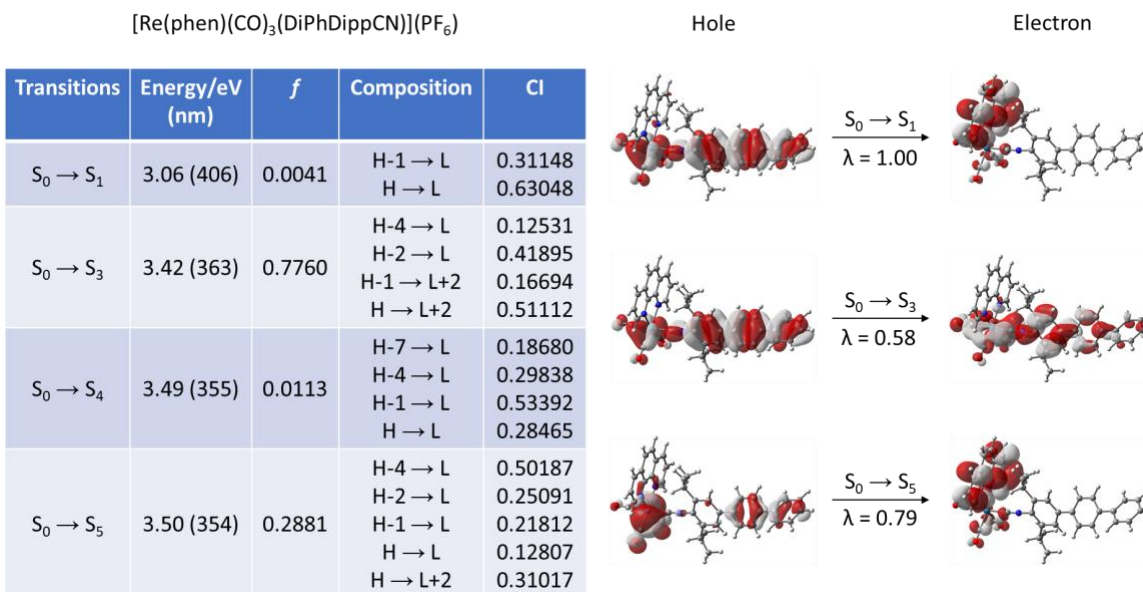 [Re(phen)(CO)₃(DiPhDippCN)](PF₆)
Hole
Electron
Transitions
Energy/eV
(nm)
f
Composition
CI
S₀ → S₁
3.06 (406)
0.0041
H-1 → L
0.31148
H → L
0.63048
S₀ → S₃
3.42 (363)
0.7760
H-4 → L
0.12531
H-2 → L
0.41895
H-1 → L+2
0.16694
H → L+2
0.51112
S₀ → S₄
3.49 (355)
0.0113
H-7 → L
0.18680
H-4 → L
0.29838
H-1 → L
0.53392
H → L
0.28465
S₀ → S₅
3.50 (354)
0.2881
H-4 → L
0.50187
H-2 → L
0.25091
H-1 → L
0.21812
H → L
0.12807
H → L+2
0.31017
S₀ → S₁
λ = 1.00
S₀ → S₃
λ = 0.58
S₀ → S₅
λ = 0.79